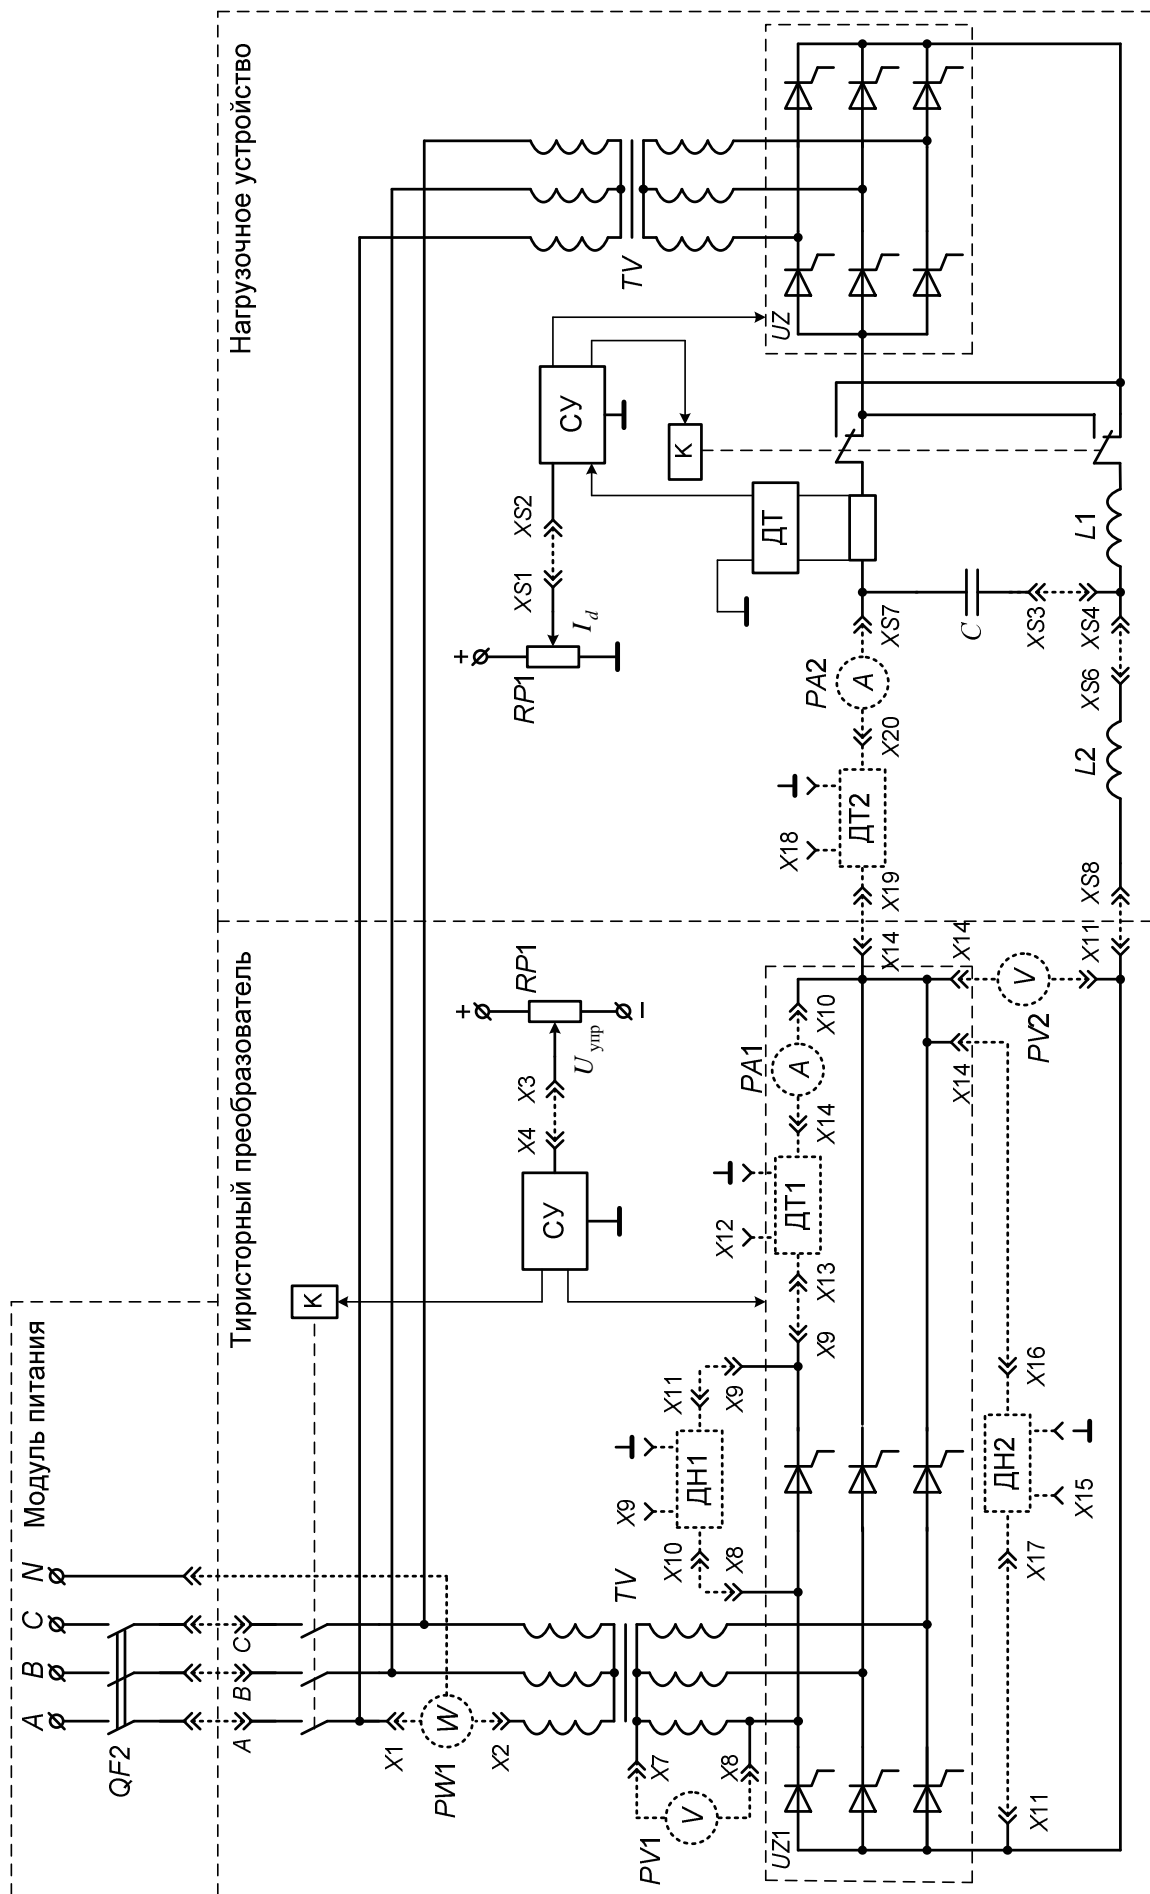 A B C N Модуль питания
QF2
A B C
Тиристорный преобразователь
Нагрузочное устройство
К
X1
PW1 W
X2
X4 X3 RP1
СУ
U упр
RP1 XS1 XS2
I d
СУ
TV
TV
К
PV1 V
X7
X8
X10 X9
ДН1
X8 X9 X11
X12
ДТ1
PA1 A
X9 X13 X14 X10
UZ1
UZ
ДТ
X18
ДТ2
PA2 A
X14 X19 X20 XS7
C
X17 X16
ДН2
X11 X15
X14 X14
PV2 V
X11 XS8 XS6 XS4 XS3
L2 L1